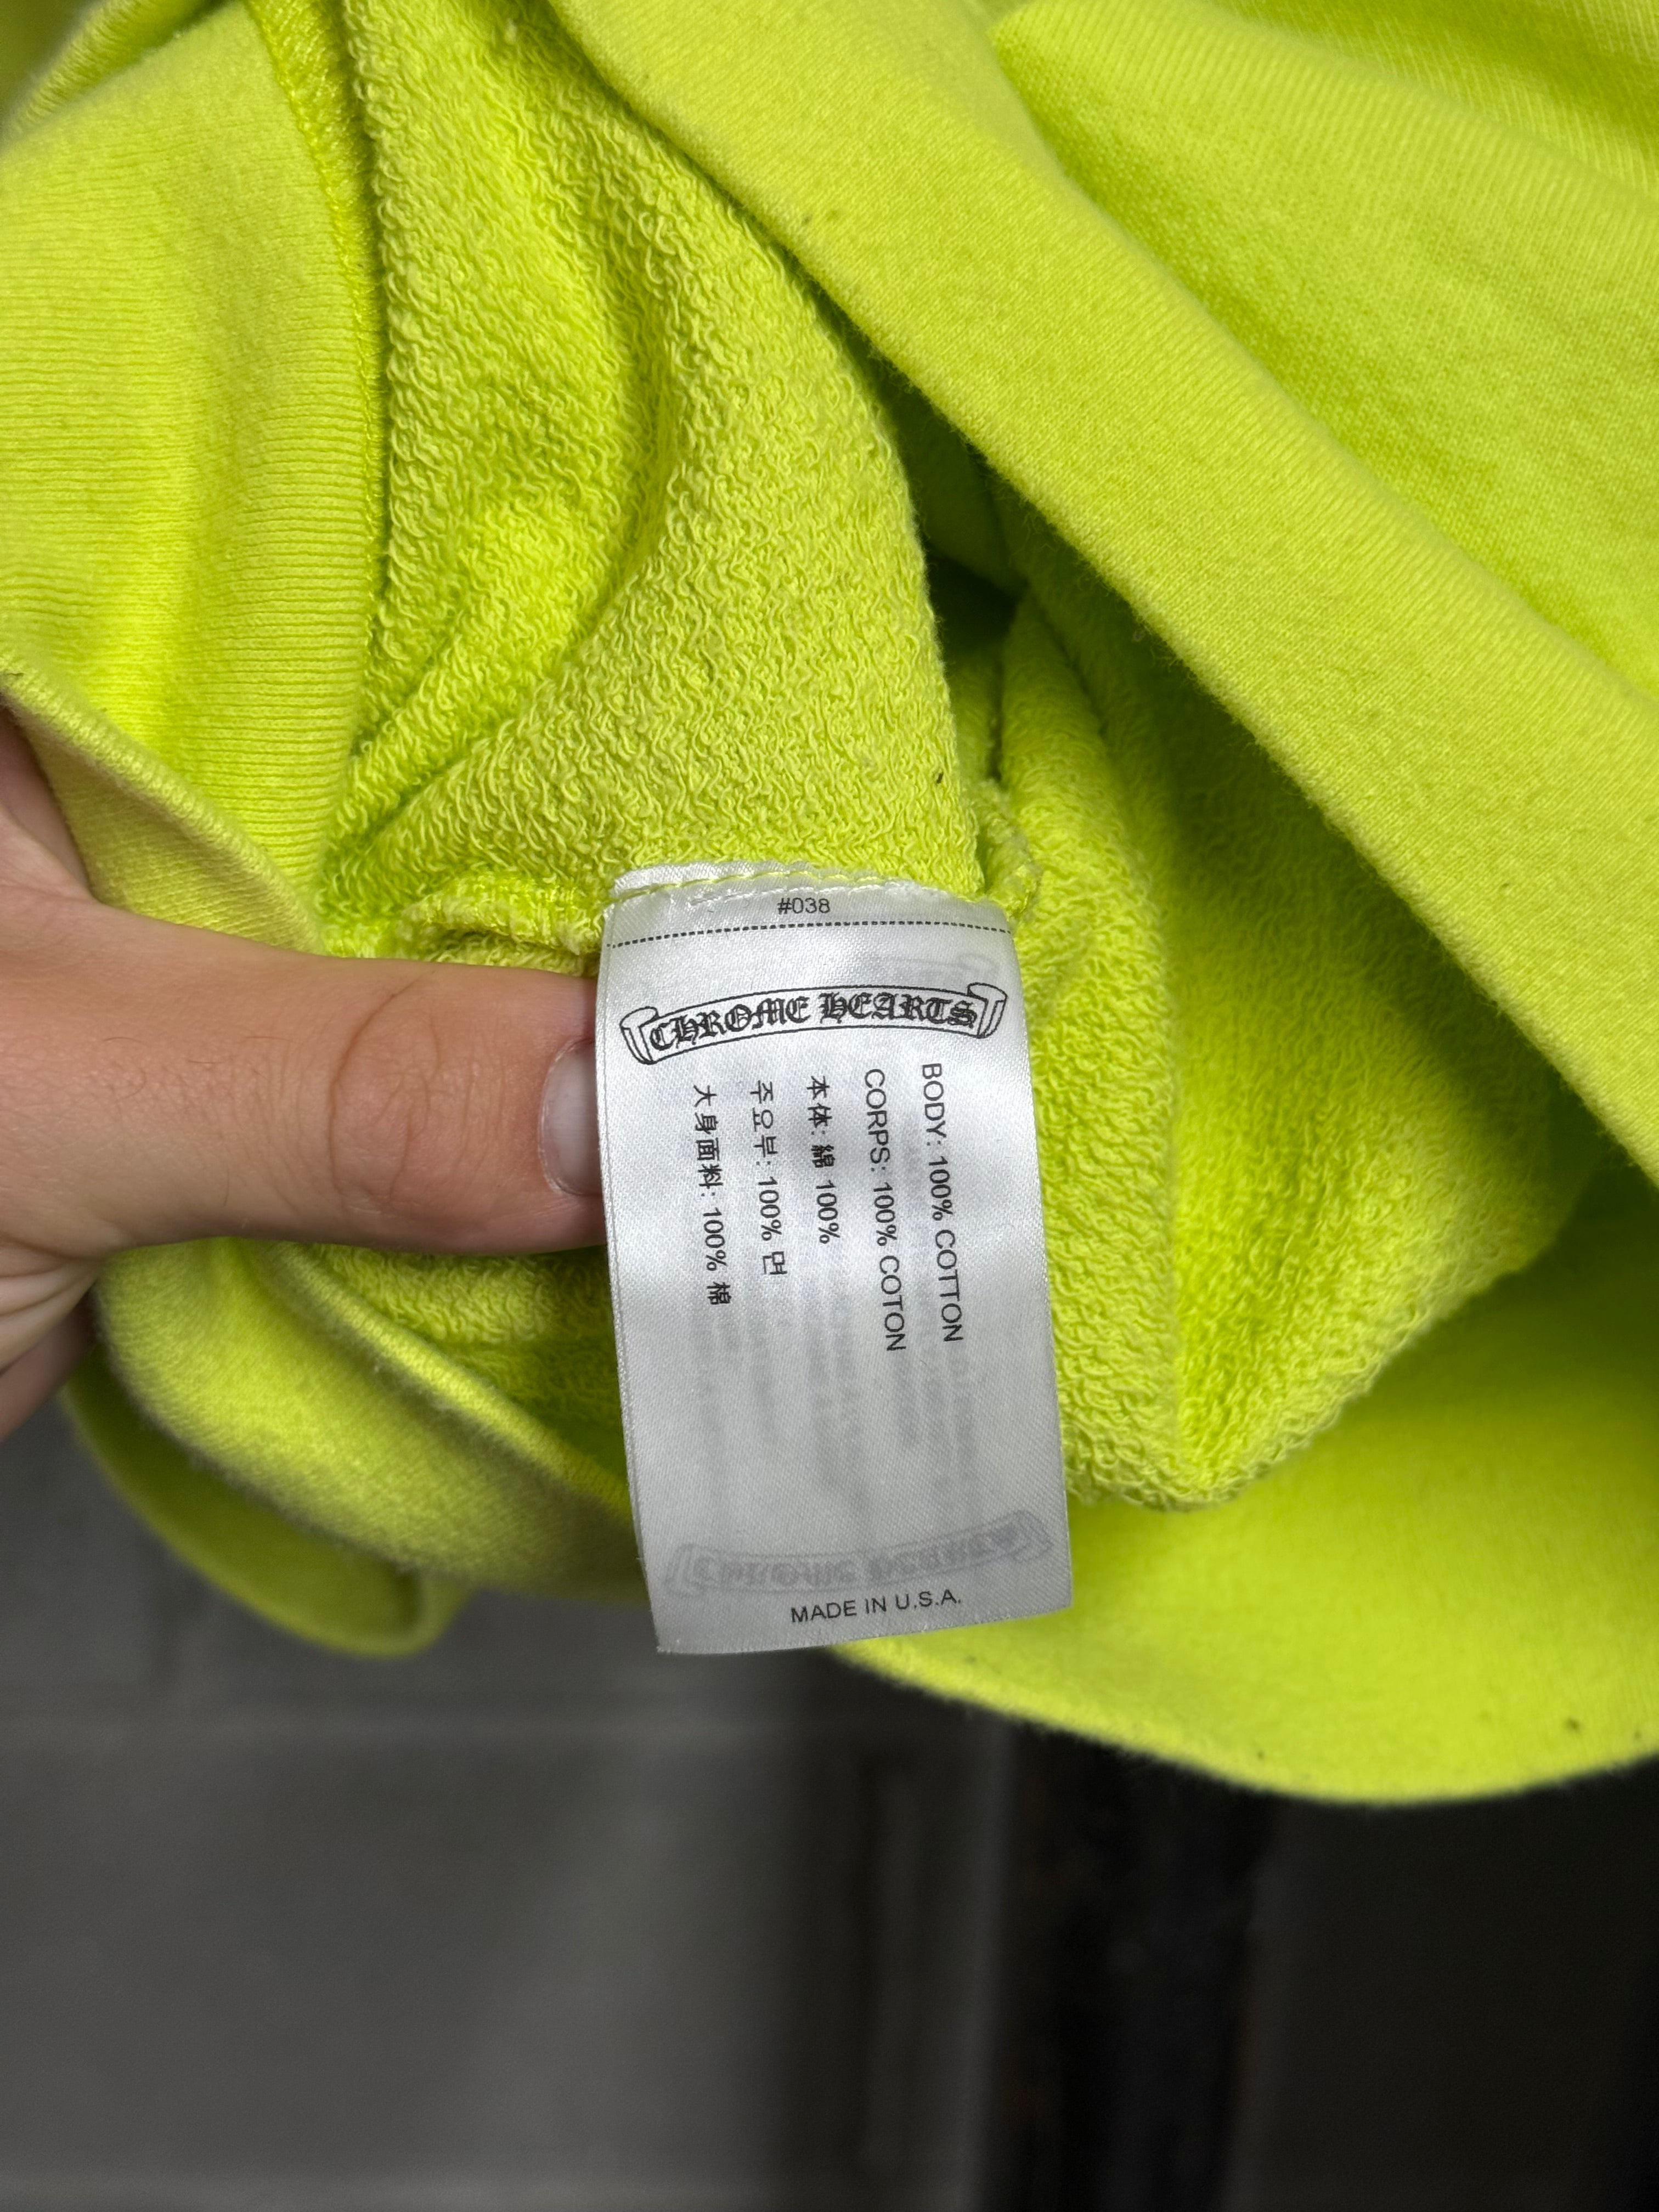 #038
CHROME HEARTS
BODY: 100% COTTON
CORPS: 100% COTON
本体: 綿 100%
주요부: 100% 면
大身面料: 100% 棉
MADE IN U.S.A.